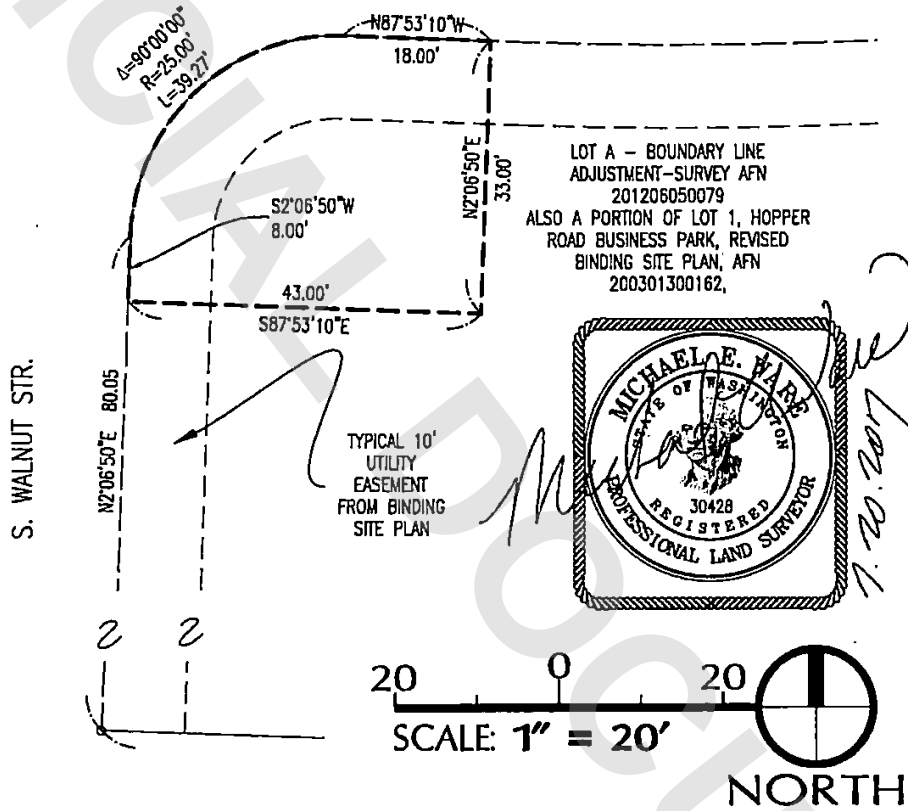 N87°53'10"W
18.00'
Δ=90°00'00"
R=25.00'
L=39.27'
N2°06'50"E
33.00'
S2°06'50"W
8.00'
43.00'
S87°53'10"E
LOT A – BOUNDARY LINE
ADJUSTMENT-SURVEY AFN
201206050079
ALSO A PORTION OF LOT 1, HOPPER
ROAD BUSINESS PARK, REVISED
BINDING SITE PLAN, AFN
200301300162,
S. WALNUT STR.
N2°06'50"E 80.05
TYPICAL 10'
UTILITY
EASEMENT
FROM BINDING
SITE PLAN
MICHAEL E. WARE
STATE OF WASHINGTON
30428
REGISTERED
PROFESSIONAL LAND SURVEYOR
20 0 20
SCALE: 1" = 20'
NORTH